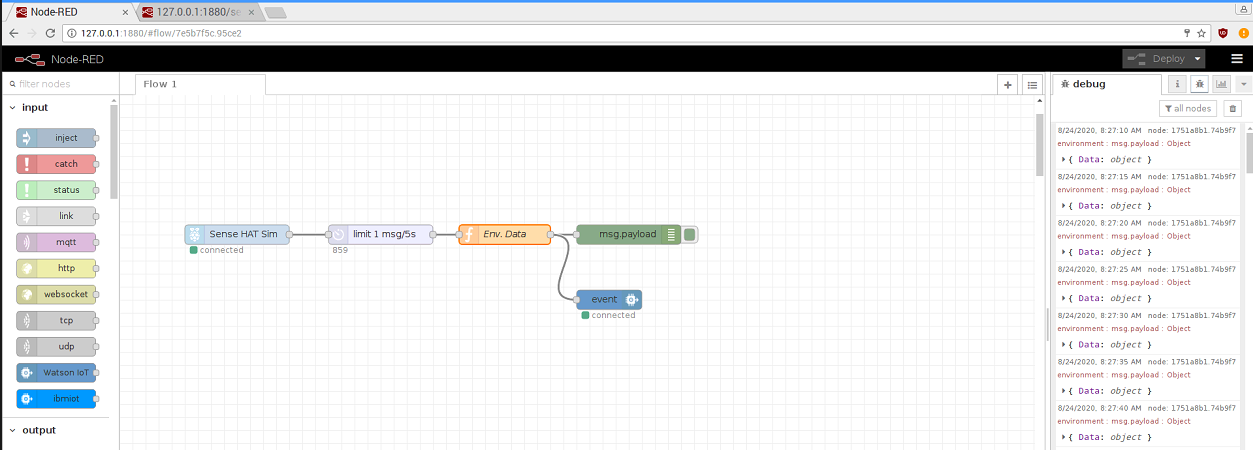 Node-RED
127.0.0.1:1880/se
127.0.0.1:1880/#flow/7e5b7f5c.95ce2
Node-RED
Deploy
filter nodes
Flow 1
debug
i
all nodes
input
inject
catch
status
link
mqtt
http
websocket
tcp
udp
Watson IoT
ibmiot
output
Sense HAT Sim
connected
limit 1 msg/5s
859
Env. Data
msg.payload
event
connected
8/24/2020, 8:27:10 AM node: 1751a8b1.74b9f7
environment : msg.payload : Object
{ Data: object }
8/24/2020, 8:27:15 AM node: 1751a8b1.74b9f7
environment : msg.payload : Object
{ Data: object }
8/24/2020, 8:27:20 AM node: 1751a8b1.74b9f7
environment : msg.payload : Object
{ Data: object }
8/24/2020, 8:27:25 AM node: 1751a8b1.74b9f7
environment : msg.payload : Object
{ Data: object }
8/24/2020, 8:27:30 AM node: 1751a8b1.74b9f7
environment : msg.payload : Object
{ Data: object }
8/24/2020, 8:27:35 AM node: 1751a8b1.74b9f7
environment : msg.payload : Object
{ Data: object }
8/24/2020, 8:27:40 AM node: 1751a8b1.74b9f7
environment : msg.payload : Object
{ Data: object }